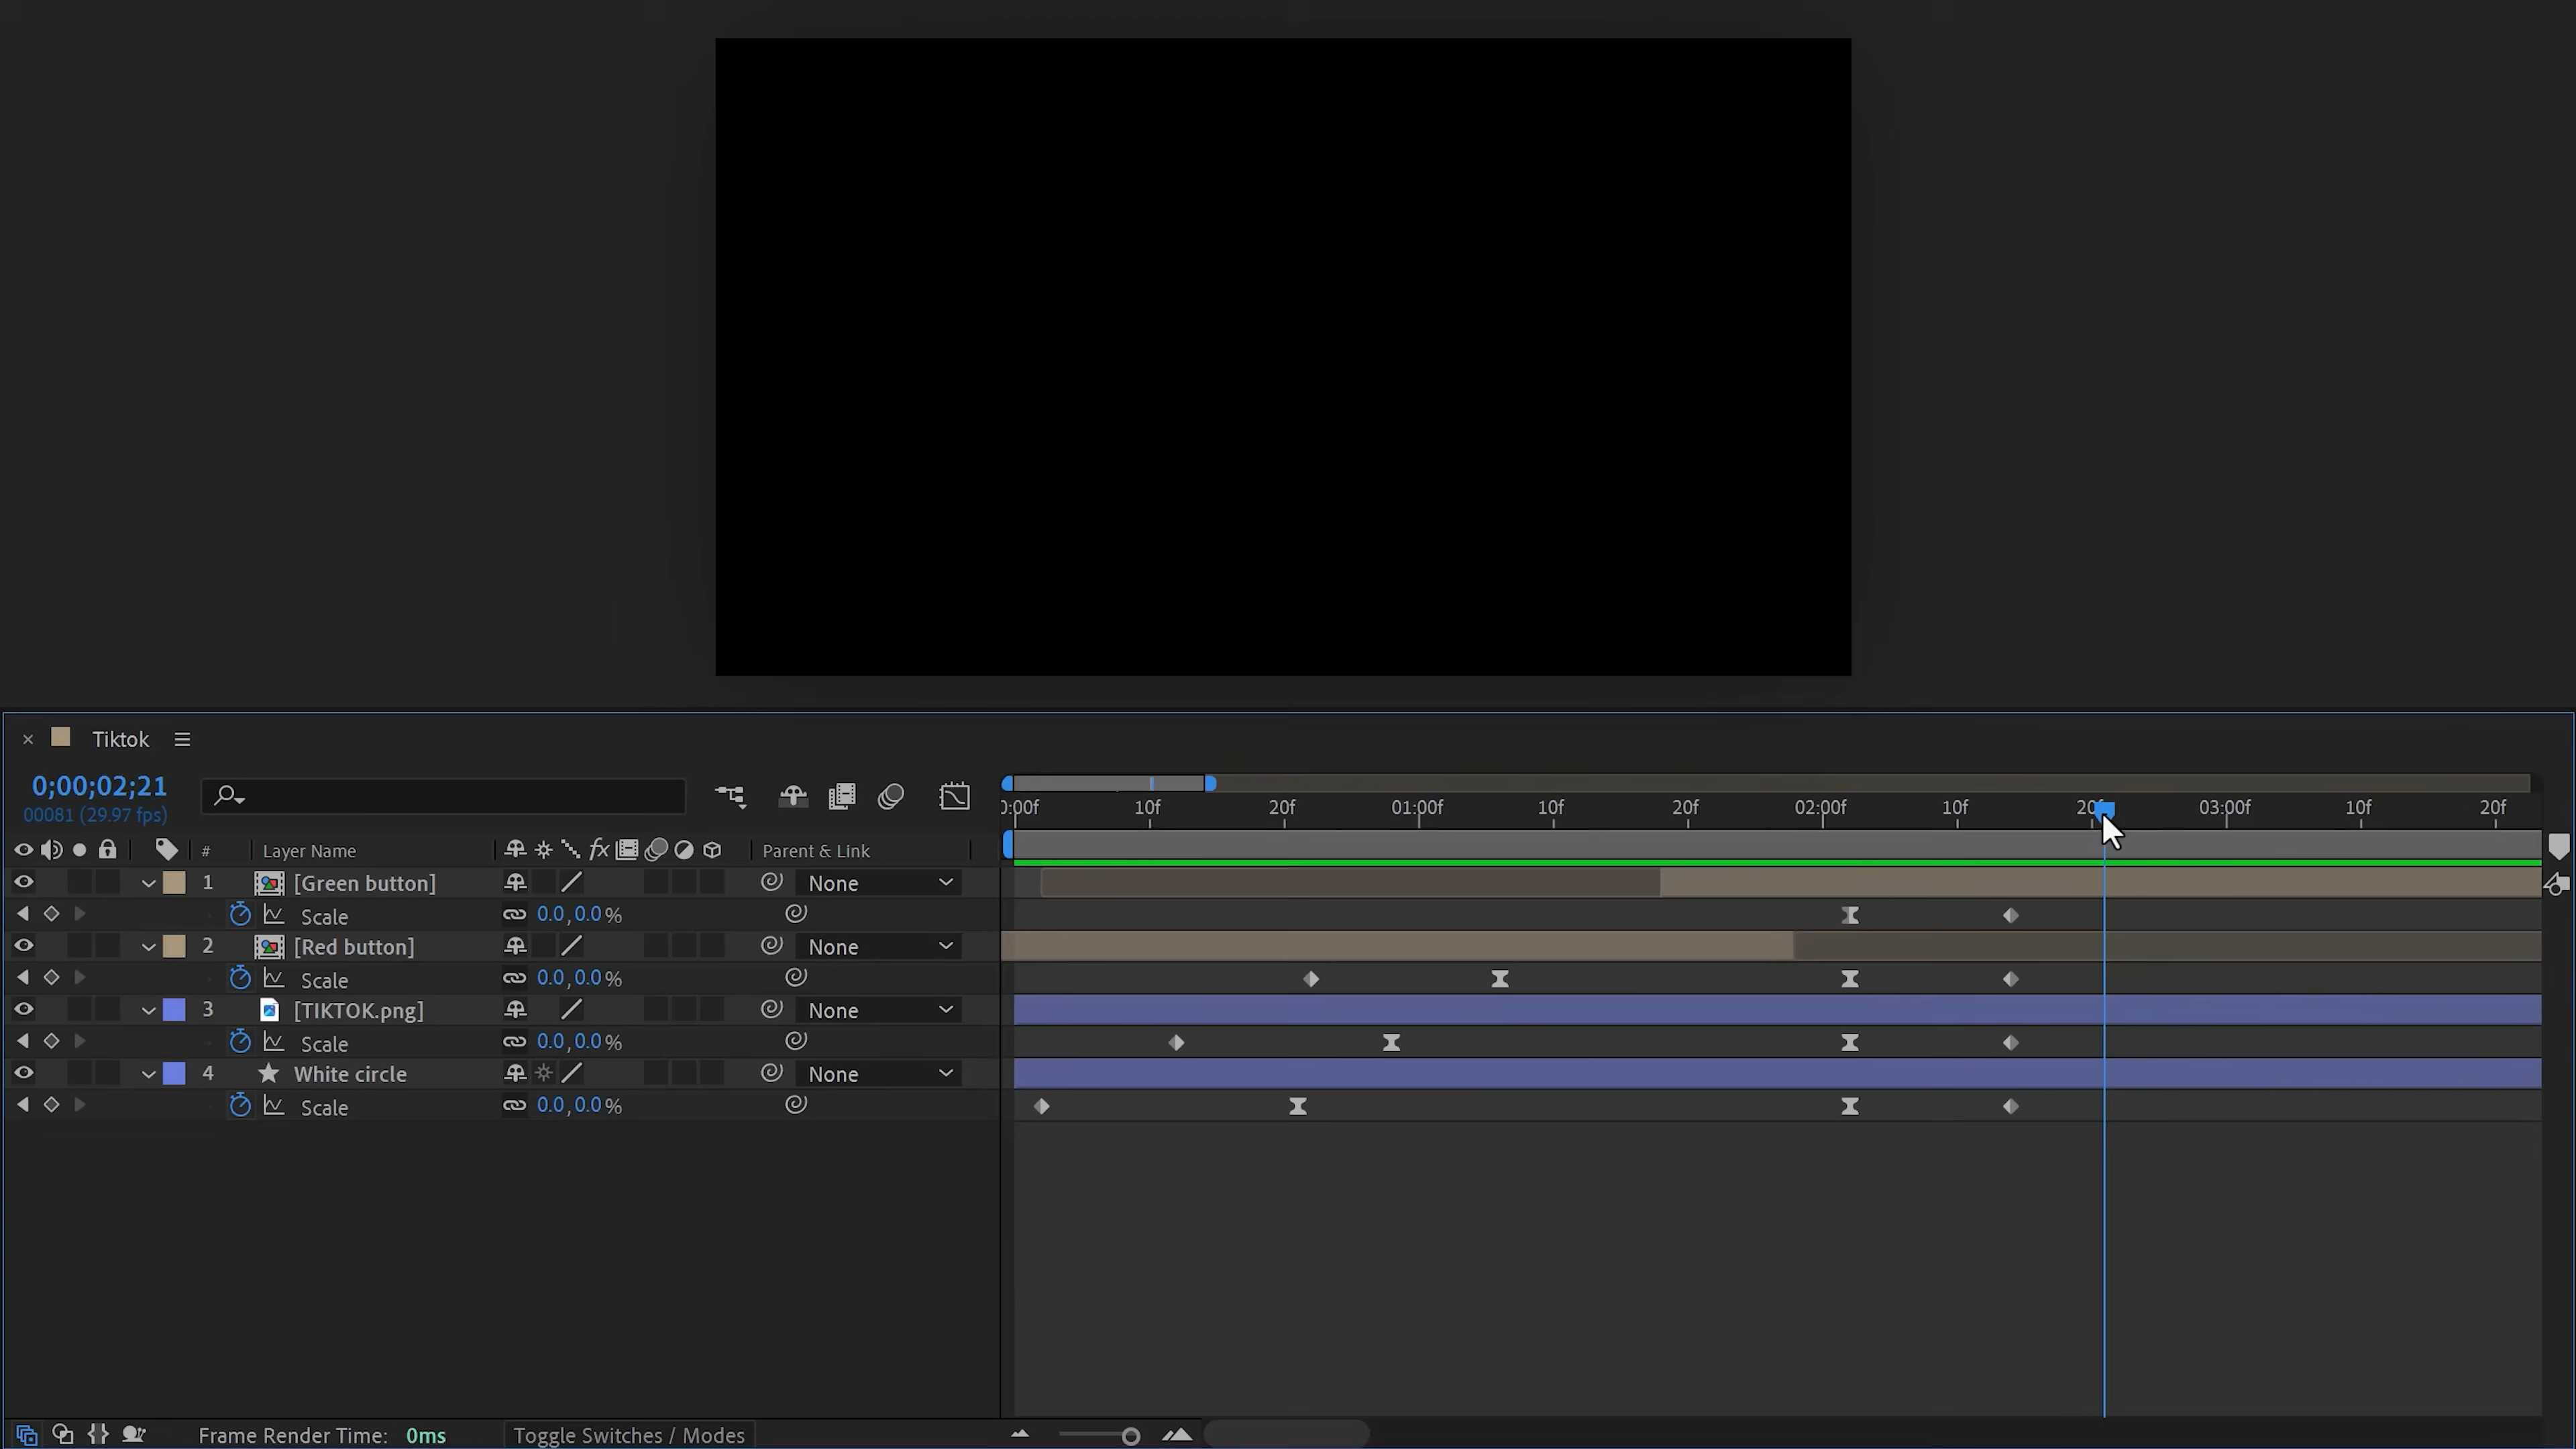 Tiktok
0;00;02;21
00081 (29.97 fps)
0:00f 10f 20f 01:00f 10f 20f 02:00f 10f 20f 03:00f 10f 20f
# Layer Name fx Parent & Link
1 [Green button] None
Scale 0.0,0.0%
2 [Red button] None
Scale 0.0,0.0%
3 [TIKTOK.png] None
Scale 0.0,0.0%
4 White circle None
Scale 0.0,0.0%
Frame Render Time: 0ms Toggle Switches / Modes